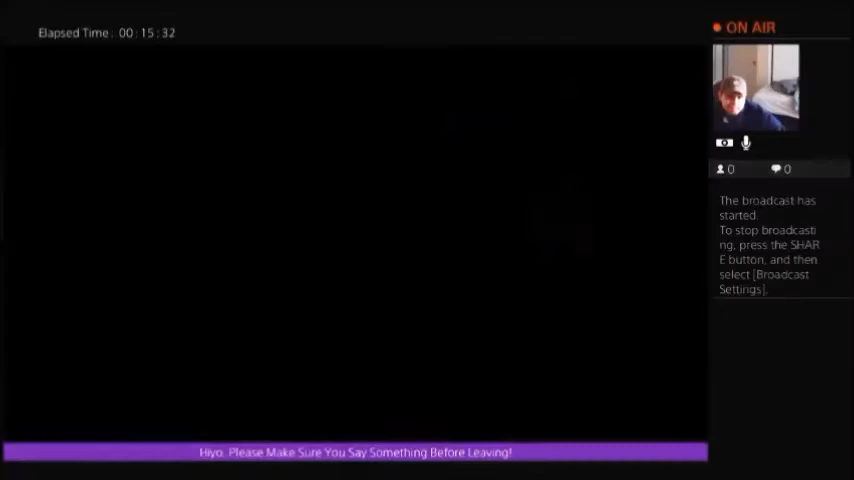 Elapsed Time : 00:15:32
ON AIR
0 0
The broadcast has
started.
To stop broadcasti
ng, press the SHAR
E button, and then
select [Broadcast
Settings].
Hiyo. Please Make Sure You Say Something Before Leaving!